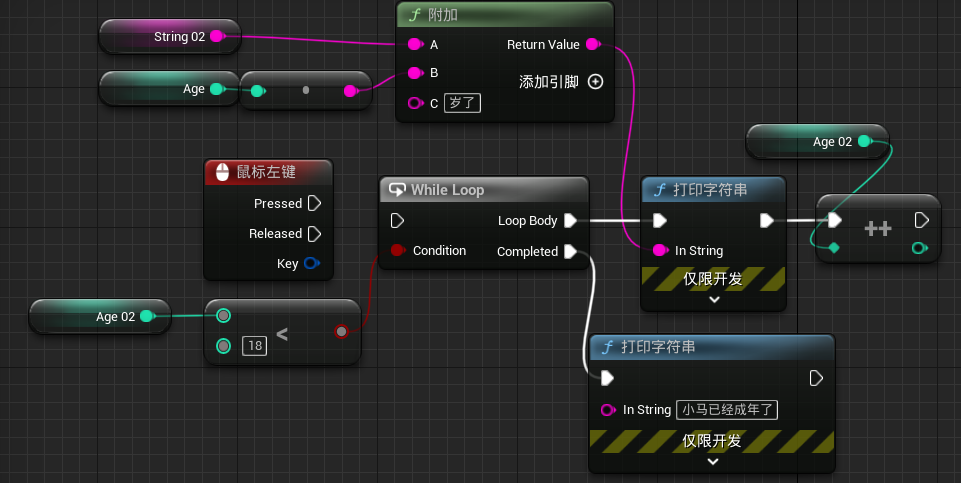 附加
String 02
A
Return Value
Age
B
添加引脚
C
岁了
Age 02
鼠标左键
Pressed
Released
Key
While Loop
Loop Body
Condition
Completed
打印字符串
In String
仅限开发
++
Age 02
18
<
打印字符串
In String
小马已经成年了
仅限开发